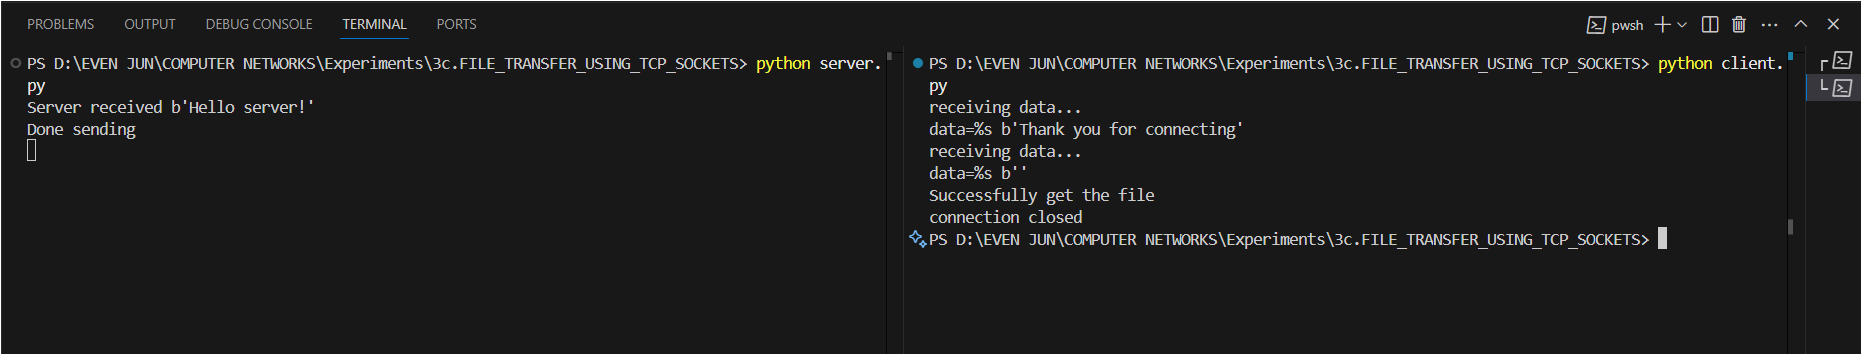 PROBLEMS OUTPUT DEBUG CONSOLE TERMINAL PORTS pwsh
PS D:\EVEN JUN\COMPUTER NETWORKS\Experiments\3c.FILE_TRANSFER_USING_TCP_SOCKETS> python server.
py
Server received b'Hello server!'
Done sending
PS D:\EVEN JUN\COMPUTER NETWORKS\Experiments\3c.FILE_TRANSFER_USING_TCP_SOCKETS> python client.
py
receiving data...
data=%s b'Thank you for connecting'
receiving data...
data=%s b''
Successfully get the file
connection closed
PS D:\EVEN JUN\COMPUTER NETWORKS\Experiments\3c.FILE_TRANSFER_USING_TCP_SOCKETS>